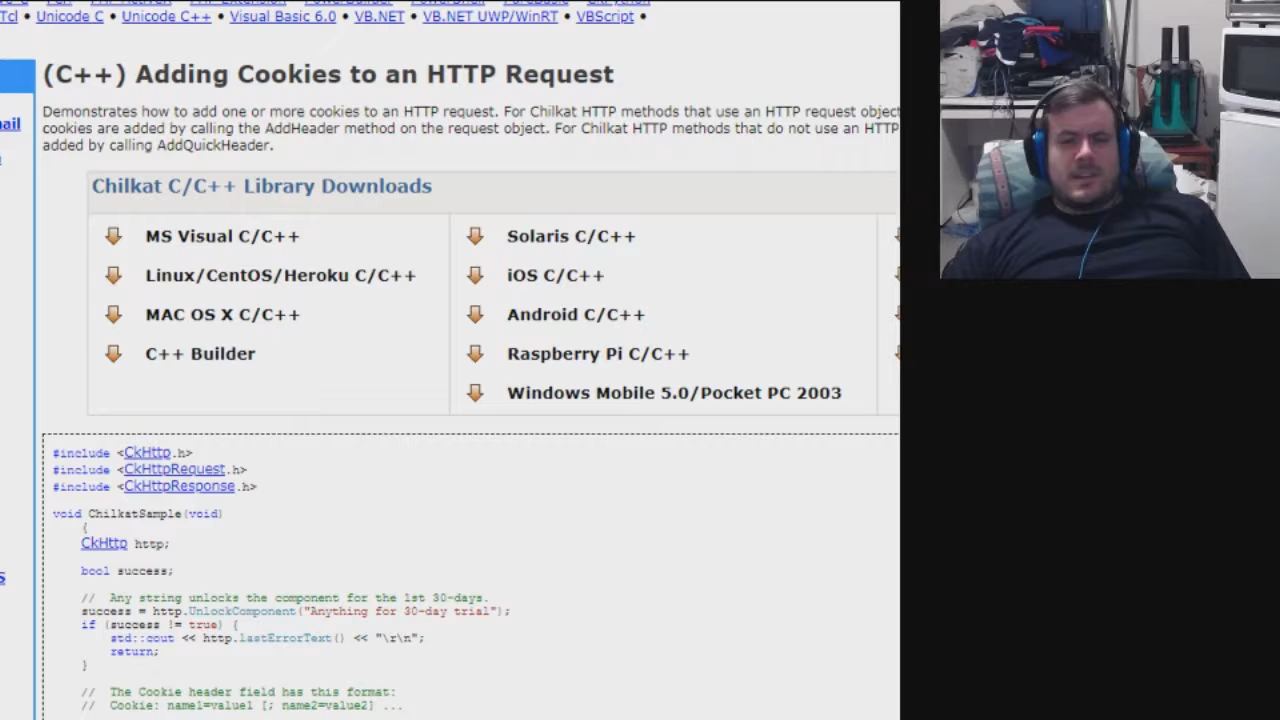 Tcl • Unicode C • Unicode C++ • Visual Basic 6.0 • VB.NET • VB.NET UWP/WinRT • VBScript •
(C++) Adding Cookies to an HTTP Request
Demonstrates how to add one or more cookies to an HTTP request. For Chilkat HTTP methods that use an HTTP request object
cookies are added by calling the AddHeader method on the request object. For Chilkat HTTP methods that do not use an HTTP
added by calling AddQuickHeader.
Chilkat C/C++ Library Downloads
MS Visual C/C++
Solaris C/C++
Linux/CentOS/Heroku C/C++
iOS C/C++
MAC OS X C/C++
Android C/C++
C++ Builder
Raspberry Pi C/C++
Windows Mobile 5.0/Pocket PC 2003
#include <CkHttp.h>
#include <CkHttpRequest.h>
#include <CkHttpResponse.h>
void ChilkatSample(void)
{
CkHttp http;
bool success;
// Any string unlocks the component for the 1st 30-days.
success = http.UnlockComponent("Anything for 30-day trial");
if (success != true) {
std::cout << http.lastErrorText() << "\r\n";
return;
}
// The Cookie header field has this format:
// Cookie: name1=value1 [; name2=value2] ...